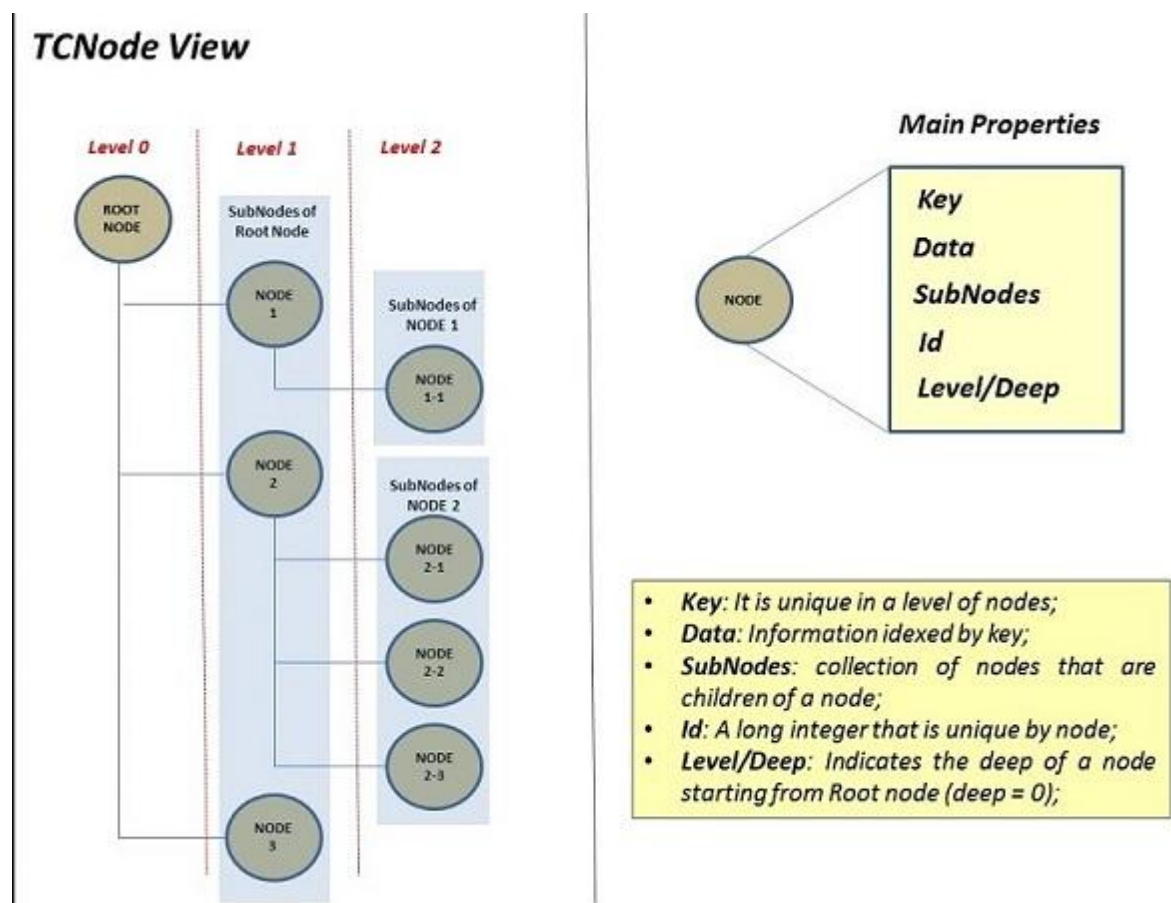 TCNode View
Level 0
Level 1
Level 2
ROOT
NODE
SubNodes of
Root Node
NODE
1
SubNodes of
NODE 1
NODE
1-1
NODE
2
SubNodes of
NODE 2
NODE
2-1
NODE
2-2
NODE
2-3
NODE
3
Main Properties
NODE
Key
Data
SubNodes
Id
Level/Deep
• Key: It is unique in a level of nodes;
• Data: Information idexed by key;
• SubNodes: collection of nodes that are
children of a node;
• Id: A long integer that is unique by node;
• Level/Deep: Indicates the deep of a node
starting from Root node (deep = 0);